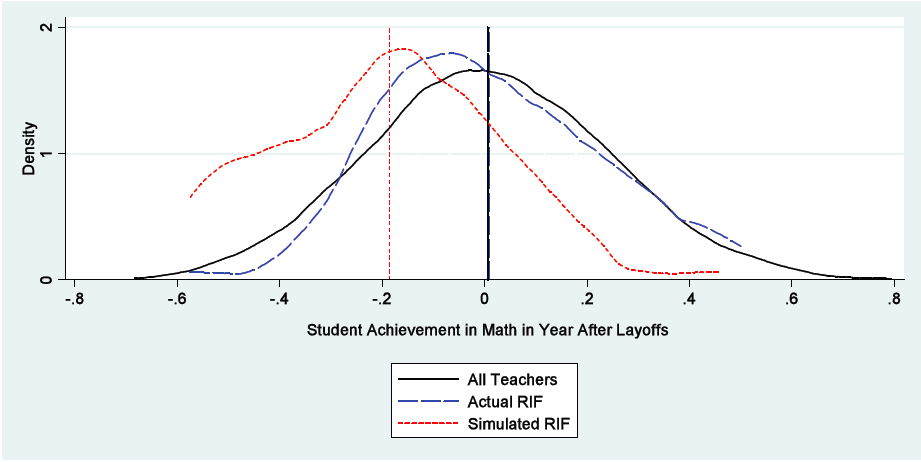 2
1
0
Density
-.8 -.6 -.4 -.2 0 .2 .4 .6 .8
Student Achievement in Math in Year After Layoffs
All Teachers
Actual RIF
Simulated RIF